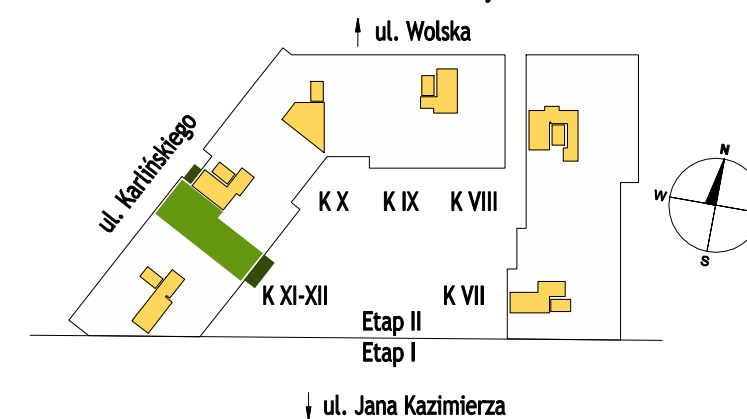 ul. Wolska
ul. Karlińskiego
N
W
S
K X
K IX
K VIII
K XI-XII
K VII
Etap II
Etap I
ul. Jana Kazimierza